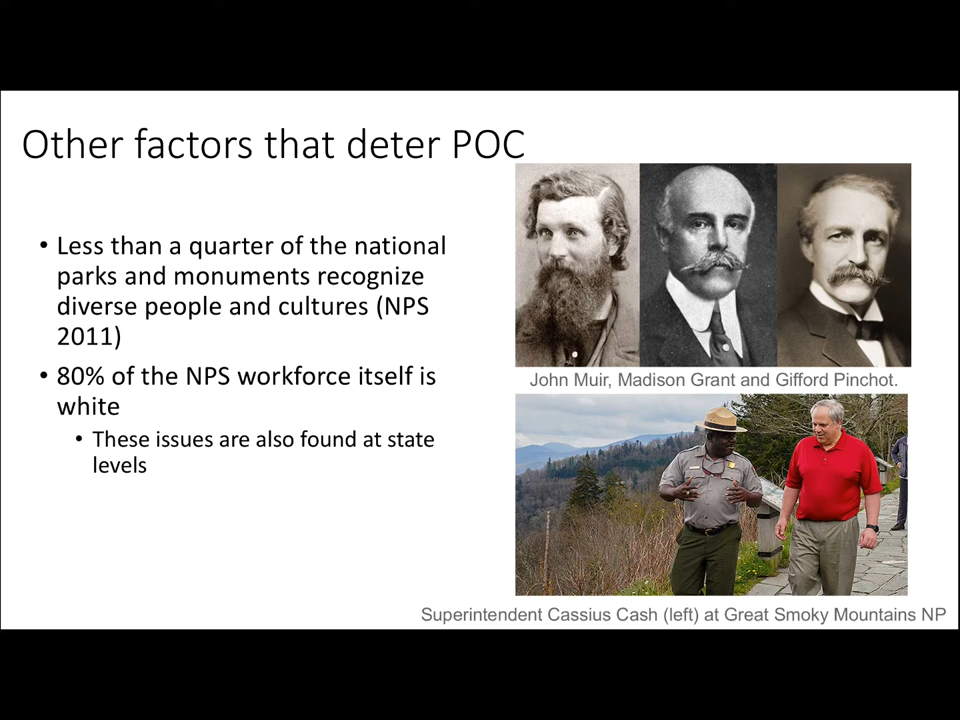 Other factors that deter POC
• Less than a quarter of the national
parks and monuments recognize
diverse people and cultures (NPS
2011)
• 80% of the NPS workforce itself is
white
• These issues are also found at state
levels
John Muir, Madison Grant and Gifford Pinchot.
Superintendent Cassius Cash (left) at Great Smoky Mountains NP